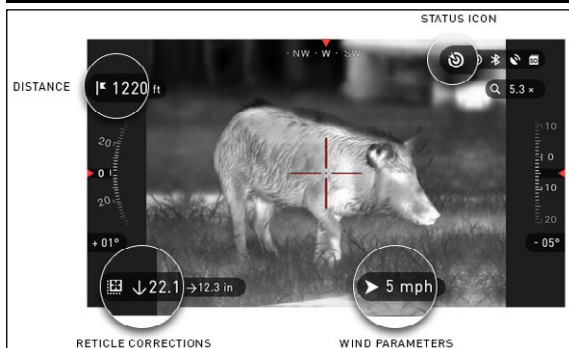 STATUS ICON
· NW · W · SW ·
DISTANCE
1220 ft
5.3 ×
20
0
20
10
0
10
20
+ 01°
- 05°
↓22.1 →12.3 in
5 mph
RETICLE CORRECTIONS
WIND PARAMETERS